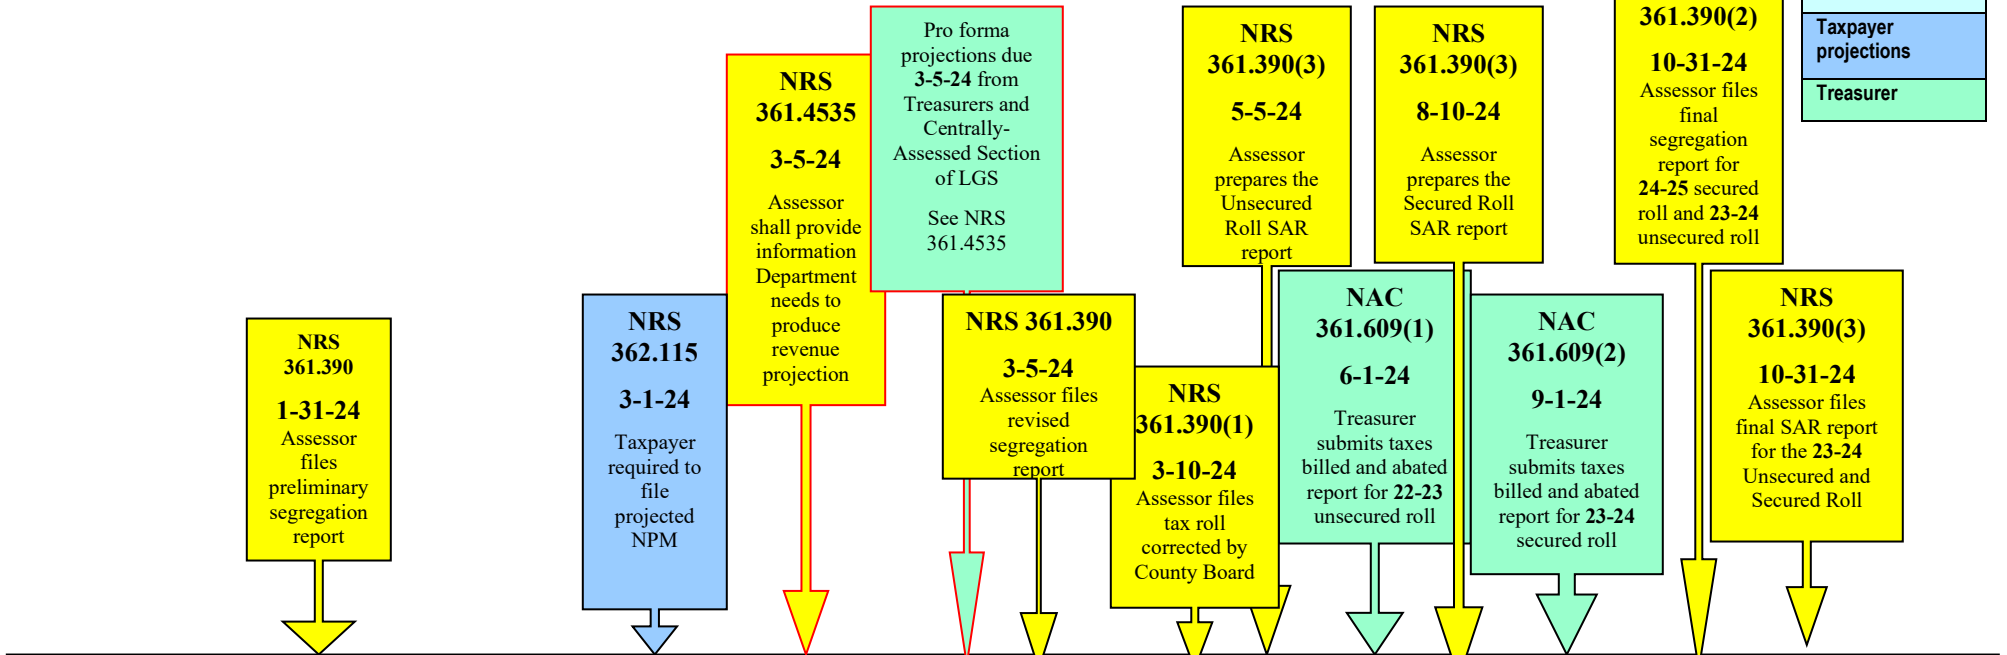 NRS
361.390
1-31-24
Assessor
files
preliminary
segregation
report
NRS
362.115
3-1-24
Taxpayer
required to
file
projected
NPM
NRS
361.4535
3-5-24
Assessor
shall provide
information
Department
needs to
produce
revenue
projection
Pro forma
projections due
3-5-24 from
Treasurers and
Centrally-
Assessed Section
of LGS
See NRS
361.4535
NRS 361.390
3-5-24
Assessor files
revised
segregation
report
NRS
361.390(1)
3-10-24
Assessor files
tax roll
corrected by
County Board
NRS
361.390(3)
5-5-24
Assessor
prepares the
Unsecured
Roll SAR
report
NAC
361.609(1)
6-1-24
Treasurer
submits taxes
billed and abated
report for 22-23
unsecured roll
NRS
361.390(3)
8-10-24
Assessor
prepares the
Secured Roll
SAR report
NAC
361.609(2)
9-1-24
Treasurer
submits taxes
billed and abated
report for 23-24
secured roll
361.390(2)
10-31-24
Assessor files
final
segregation
report for
24-25 secured
roll and 23-24
unsecured roll
NRS
361.390(3)
10-31-24
Assessor files
final SAR report
for the 23-24
Unsecured and
Secured Roll
Taxpayer
projections
Treasurer